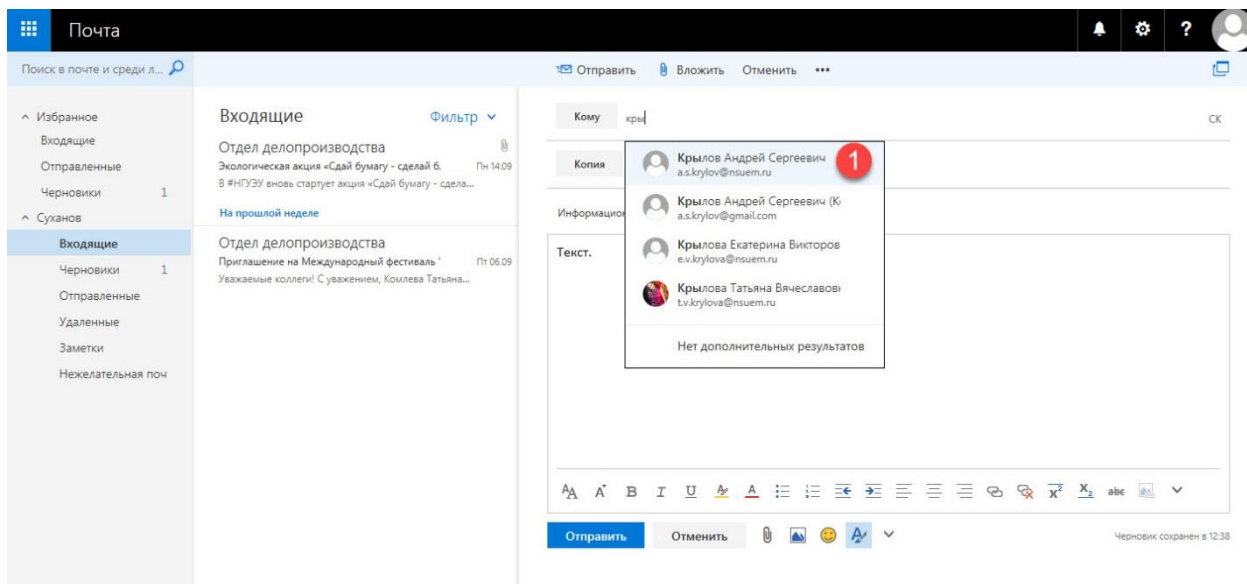 Почта
?
Поиск в почте и среди л...
Отправить Вложить Отменить •••
Избранное
Входящие
Отправленные
Черновики 1
Суханов
Входящие
Черновики 1
Отправленные
Удаленные
Заметки
Нежелательная поч
Входящие Фильтр
Отдел делопроизводства
Экологическая акция «Сдай бумагу - сделай б. Пн 14:09
В #НГУЭУ вновь стартует акция «Сдай бумагу - сдела...
На прошлой неделе
Отдел делопроизводства
Приглашение на Международный фестиваль " Пт 06.09
Уважаемые коллеги! С уважением, Комлева Татьяна...
Кому кры СК
Копия
Крылов Андрей Сергеевич 1
a.s.krylov@nsuem.ru
Крылов Андрей Сергеевич (К
a.s.krylov@gmail.com
Крылова Екатерина Викторов
e.v.krylova@nsuem.ru
Крылова Татьяна Вячеславов
t.v.krylova@nsuem.ru
Нет дополнительных результатов
Информацион
Текст.
AA A B I U A A x² x₂ abc
Отправить Отменить Черновик сохранен в 12:38